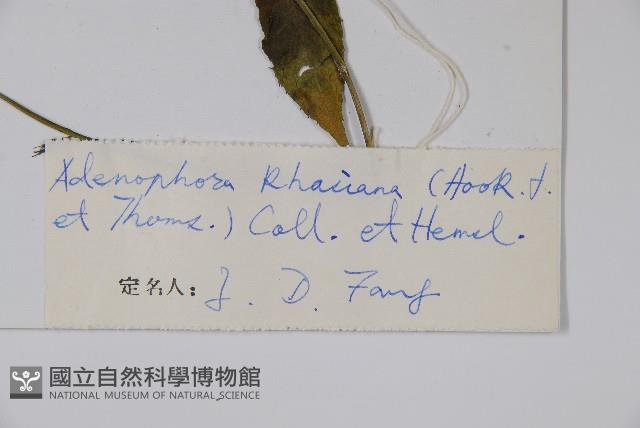 Adenophora Khasiana (Hook. f.
et Thoms.) Coll. et Hemsl.
定名人: J. D. Fang
國立自然科學博物館
NATIONAL MUSEUM OF NATURAL SCIENCE